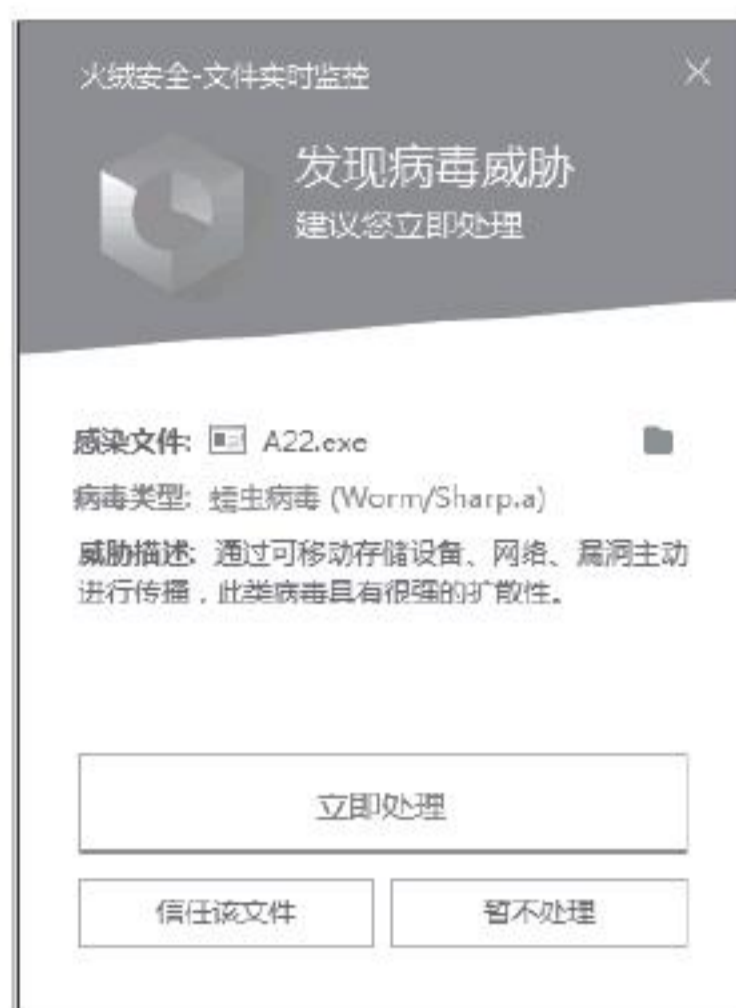 火绒安全-文件实时监控
发现病毒威胁
建议您立即处理
感染文件: A22.exe
病毒类型: 蠕虫病毒 (Worm/Sharp.a)
威胁描述: 通过可移动存储设备、网络、漏洞主动
进行传播，此类病毒具有很强的扩散性。
立即处理
信任该文件
暂不处理